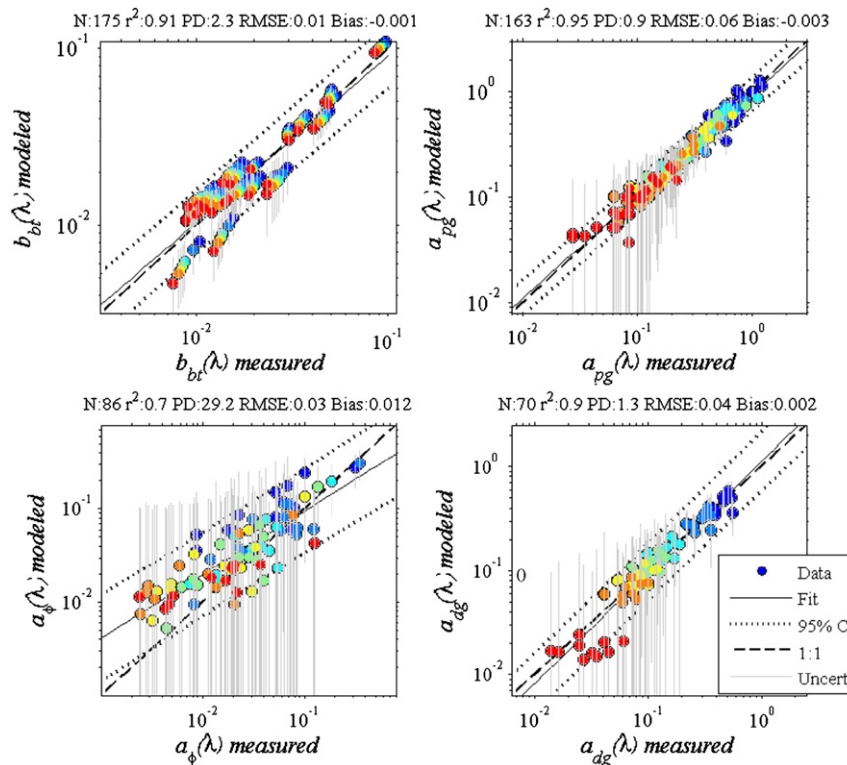 N:175 r²:0.91 PD:2.3 RMSE:0.01 Bias:-0.001
10⁻¹
10⁻²
b_bt(λ) modeled
10⁻² 10⁻¹
b_bt(λ) measured
N:163 r²:0.95 PD:0.9 RMSE:0.06 Bias:-0.003
10⁰
10⁻¹
10⁻²
a_pg(λ) modeled
10⁻² 10⁻¹ 10⁰
a_pg(λ) measured
N:86 r²:0.7 PD:29.2 RMSE:0.03 Bias:0.012
10⁻¹
10⁻²
a_ϕ(λ) modeled
10⁻² 10⁻¹
a_ϕ(λ) measured
N:70 r²:0.9 PD:1.3 RMSE:0.04 Bias:0.002
10⁰
10⁻¹
10⁻²
a_dg(λ) modeled
10⁻² 10⁻¹ 10⁰
a_dg(λ) measured
0
Data
Fit
95% C
1:1
Uncert